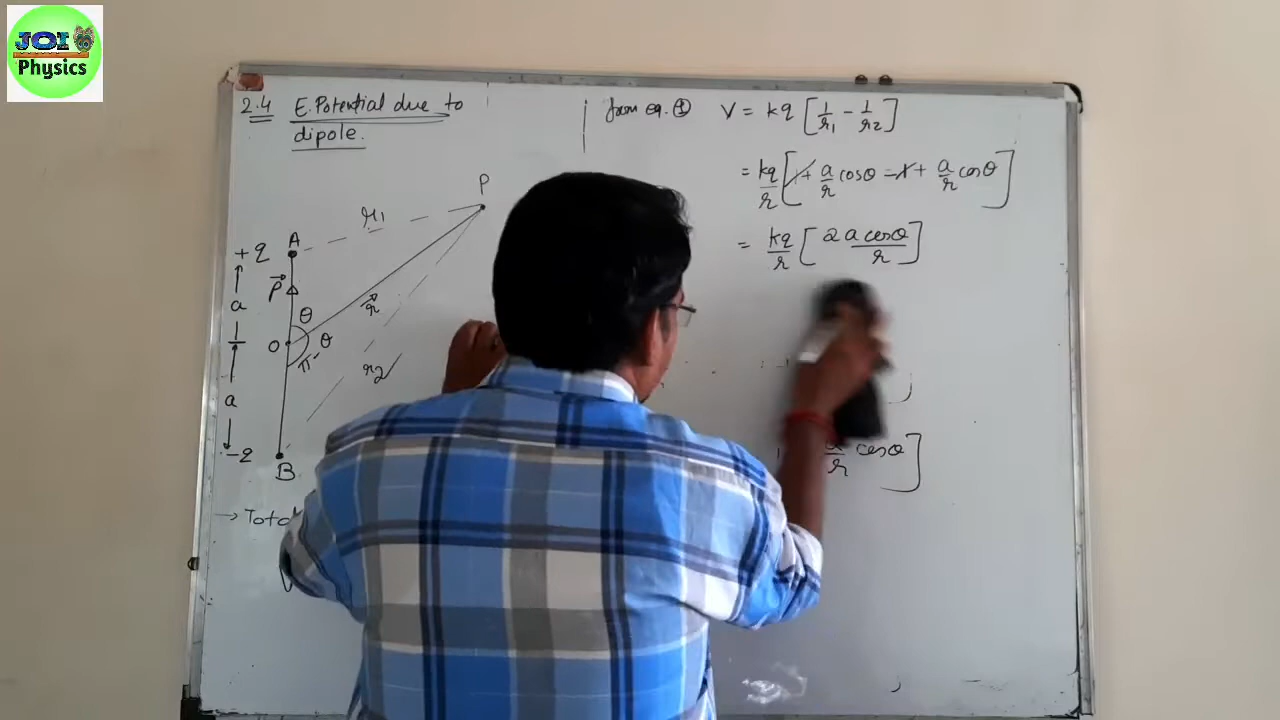 JOI
Physics
2.4 E.Potential due to
dipole.
P
r₁
+q A
a P⃗ θ
r⃗
O θ
π-
r₂
a
-q
B
→ Tota
from eq. ① V = kq [1/r₁ - 1/r₂]
= kq/r [1 + a/r cosθ - 1 + a/r cosθ]
= kq/r [2 a cosθ/r]
cosθ]
r